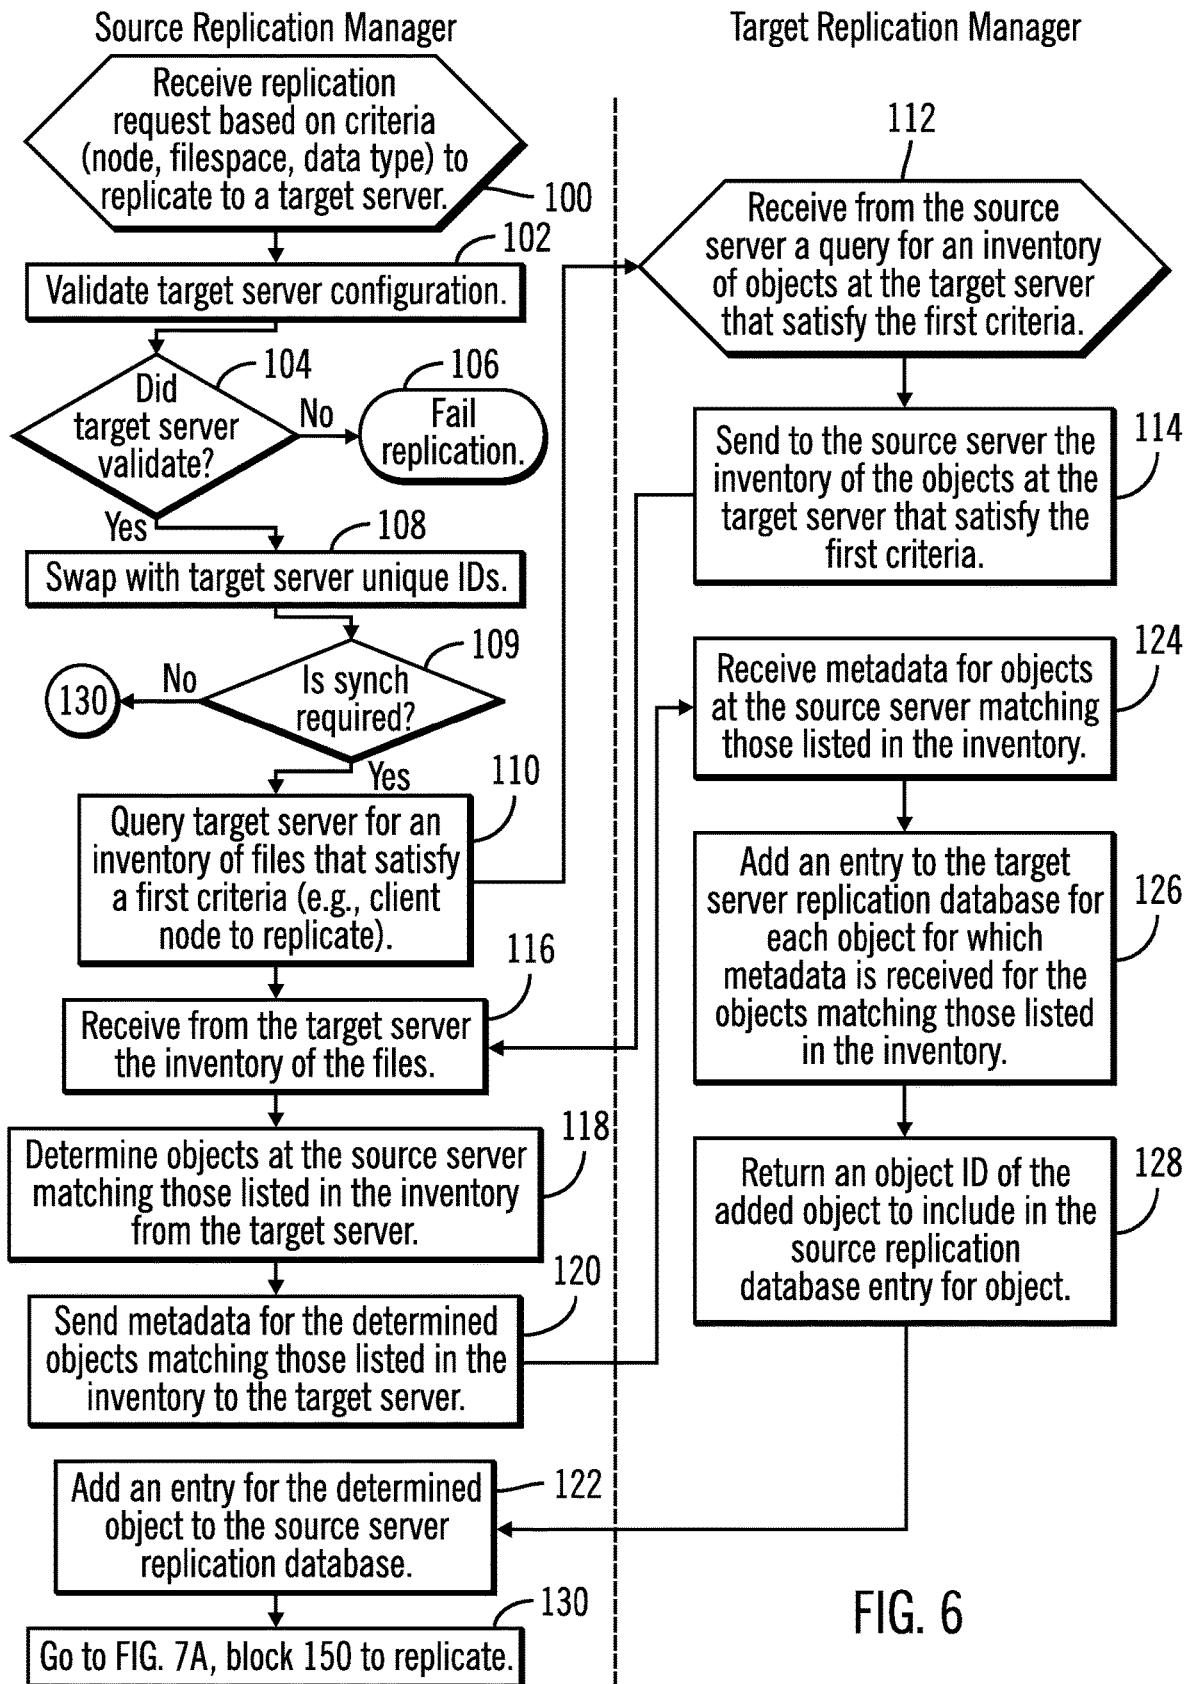 Source Replication Manager
Receive replication
request based on criteria
(node, filespace, data type) to
replicate to a target server.
100
102
Validate target server configuration.
104
Did
target server
validate?
No
106
Fail
replication.
Yes
108
Swap with target server unique IDs.
109
Is synch
required?
No
130
Yes
110
Query target server for an
inventory of files that satisfy
a first criteria (e.g., client
node to replicate).
116
Receive from the target server
the inventory of the files.
118
Determine objects at the source server
matching those listed in the inventory
from the target server.
120
Send metadata for the determined
objects matching those listed in the
inventory to the target server.
122
Add an entry for the determined
object to the source server
replication database.
130
Go to FIG. 7A, block 150 to replicate.
Target Replication Manager
112
Receive from the source
server a query for an inventory
of objects at the target server
that satisfy the first criteria.
114
Send to the source server the
inventory of the objects at the
target server that satisfy the
first criteria.
124
Receive metadata for objects
at the source server matching
those listed in the inventory.
126
Add an entry to the target
server replication database for
each object for which
metadata is received for the
objects matching those listed
in the inventory.
128
Return an object ID of the
added object to include in the
source replication
database entry for object.
FIG. 6